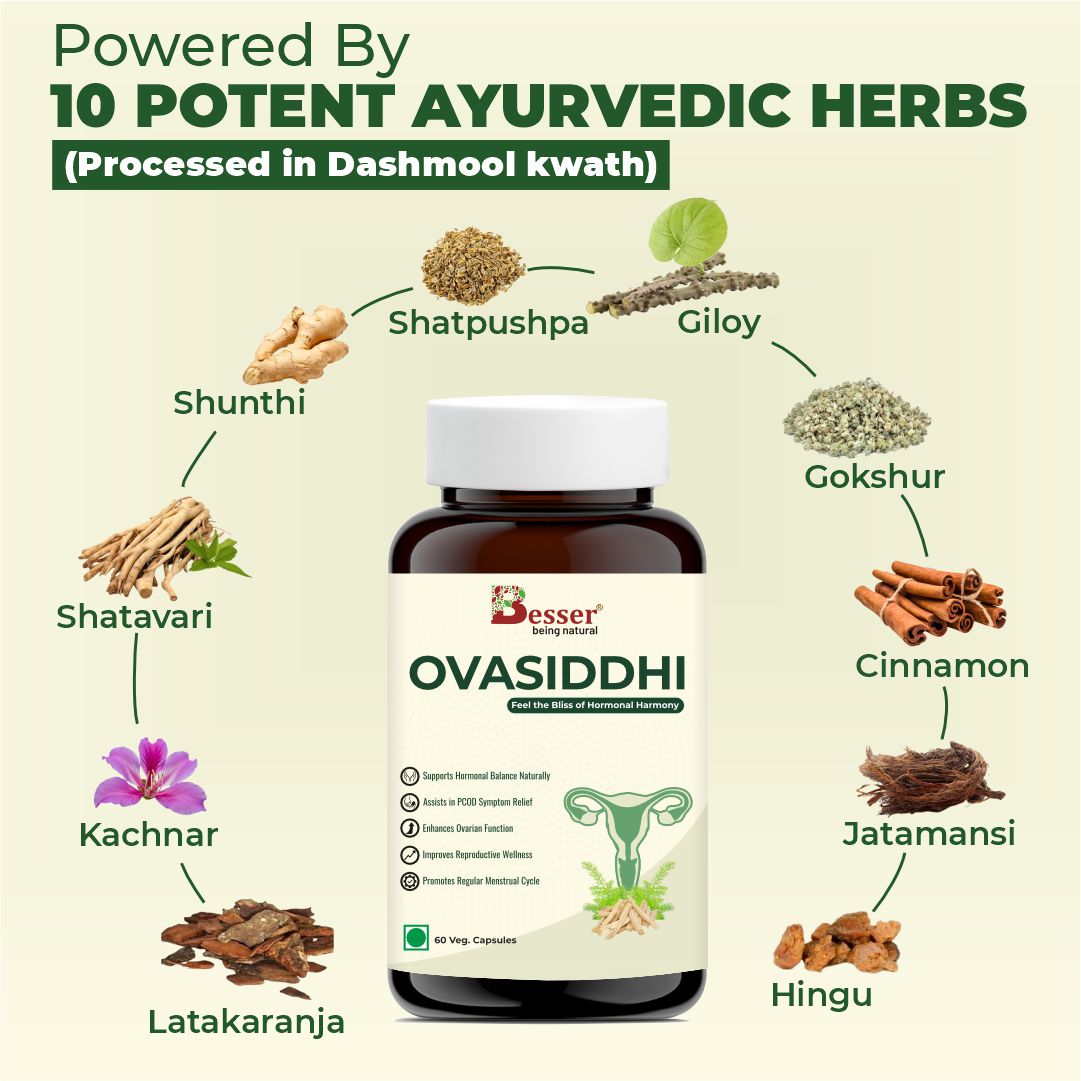 Powered By
10 POTENT AYURVEDIC HERBS
(Processed in Dashmool kwath)
Shatpushpa
Giloy
Shunthi
Gokshur
Shatavari
Cinnamon
Kachnar
Jatamansi
Latakaranja
Hingu
Besser®
being natural
OVASIDDHI
Feel the Bliss of Hormonal Harmony
Supports Hormonal Balance Naturally
Assists in PCOD Symptom Relief
Enhances Ovarian Function
Improves Reproductive Wellness
Promotes Regular Menstrual Cycle
60 Veg. Capsules